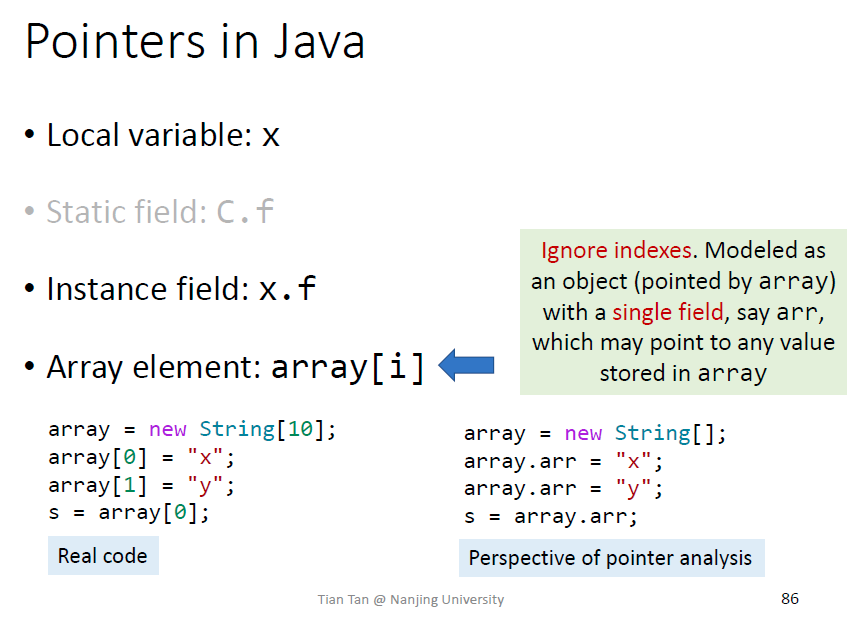 Pointers in Java
• Local variable: x
• Static field: C.f
• Instance field: x.f
• Array element: array[i]
Ignore indexes. Modeled as
an object (pointed by array)
with a single field, say arr,
which may point to any value
stored in array
array = new String[10];
array[0] = "x";
array[1] = "y";
s = array[0];
Real code
array = new String[];
array.arr = "x";
array.arr = "y";
s = array.arr;
Perspective of pointer analysis
Tian Tan @ Nanjing University
86